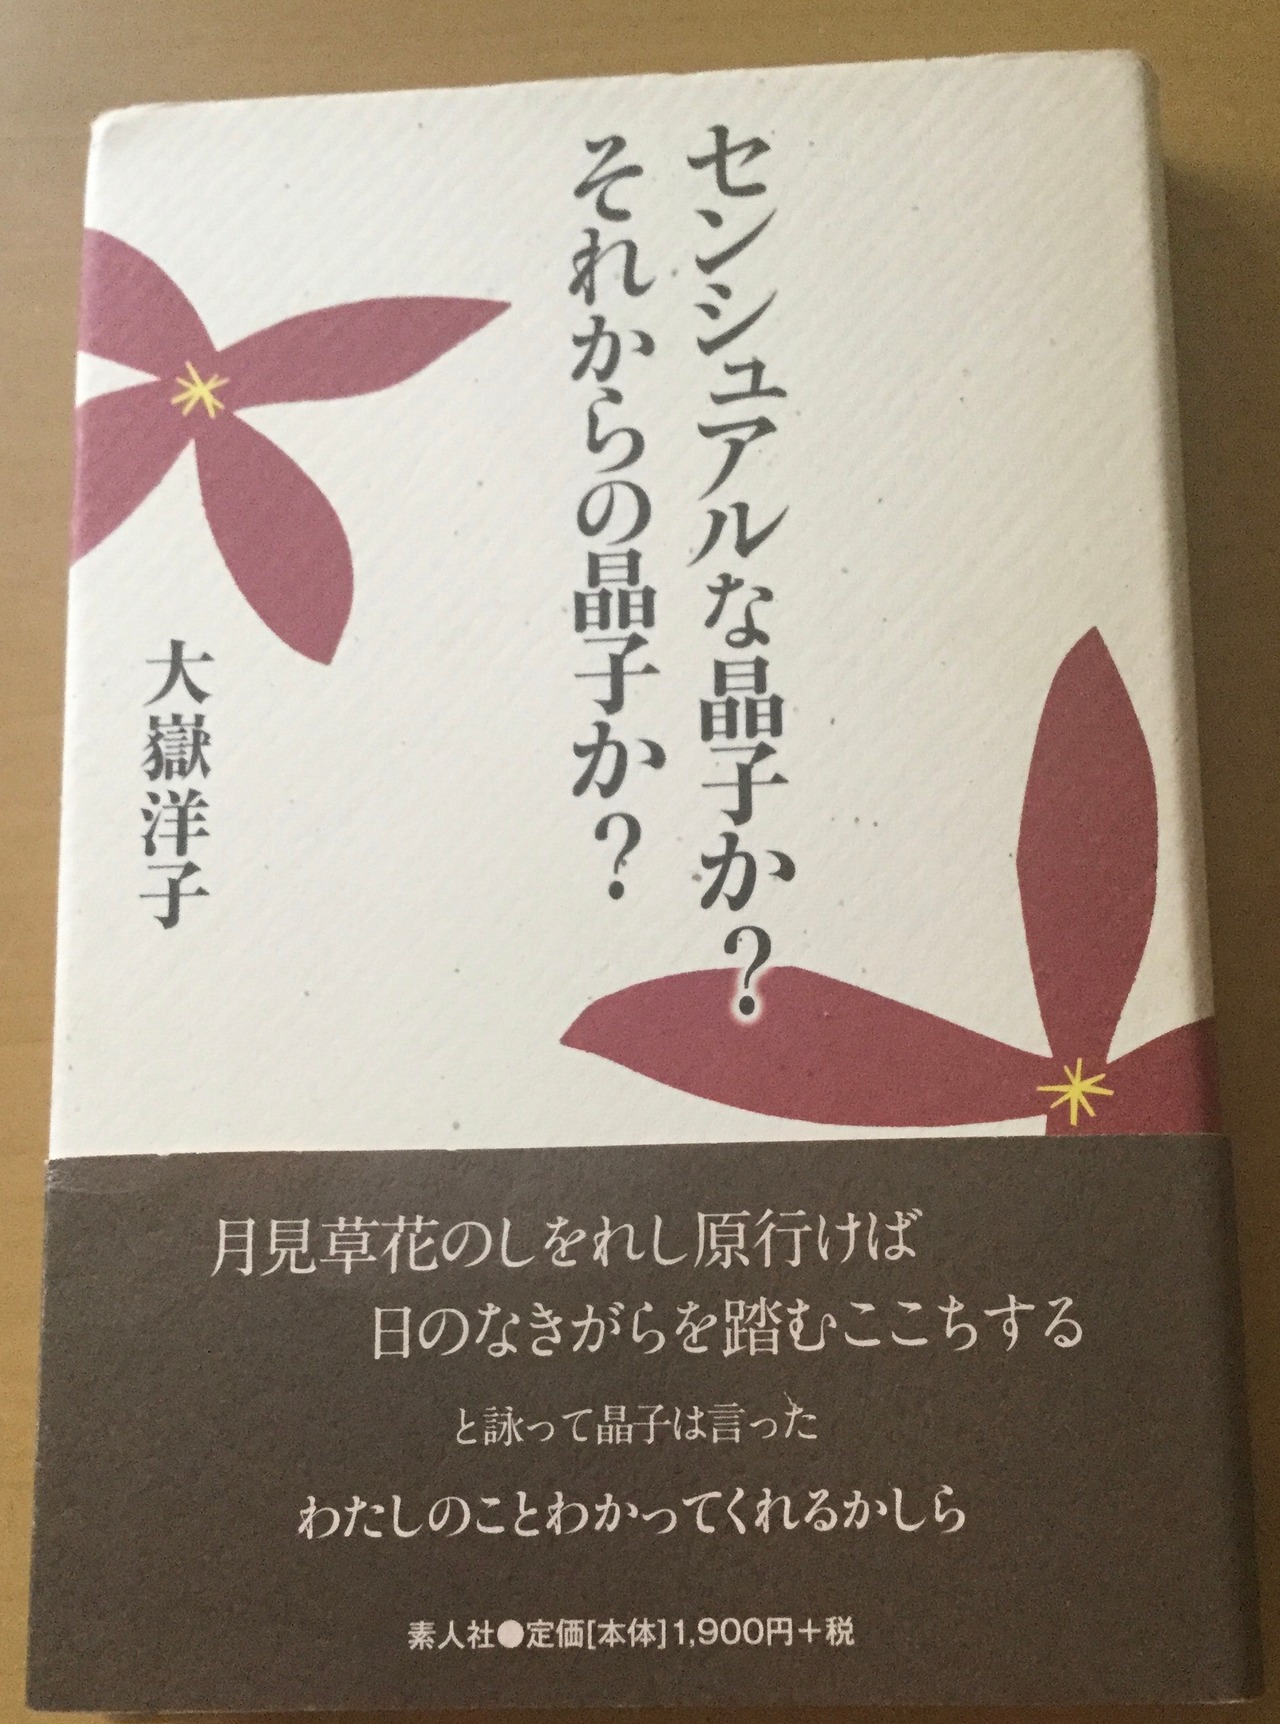 センシュアルな晶子か？
それからの晶子か？
大嶽洋子
月見草花のしをれし原行けば
日のなきがらを踏むここちする
と詠って晶子は言った
わたしのことわかってくれるかしら
素人社●定価[本体]1,900円＋税